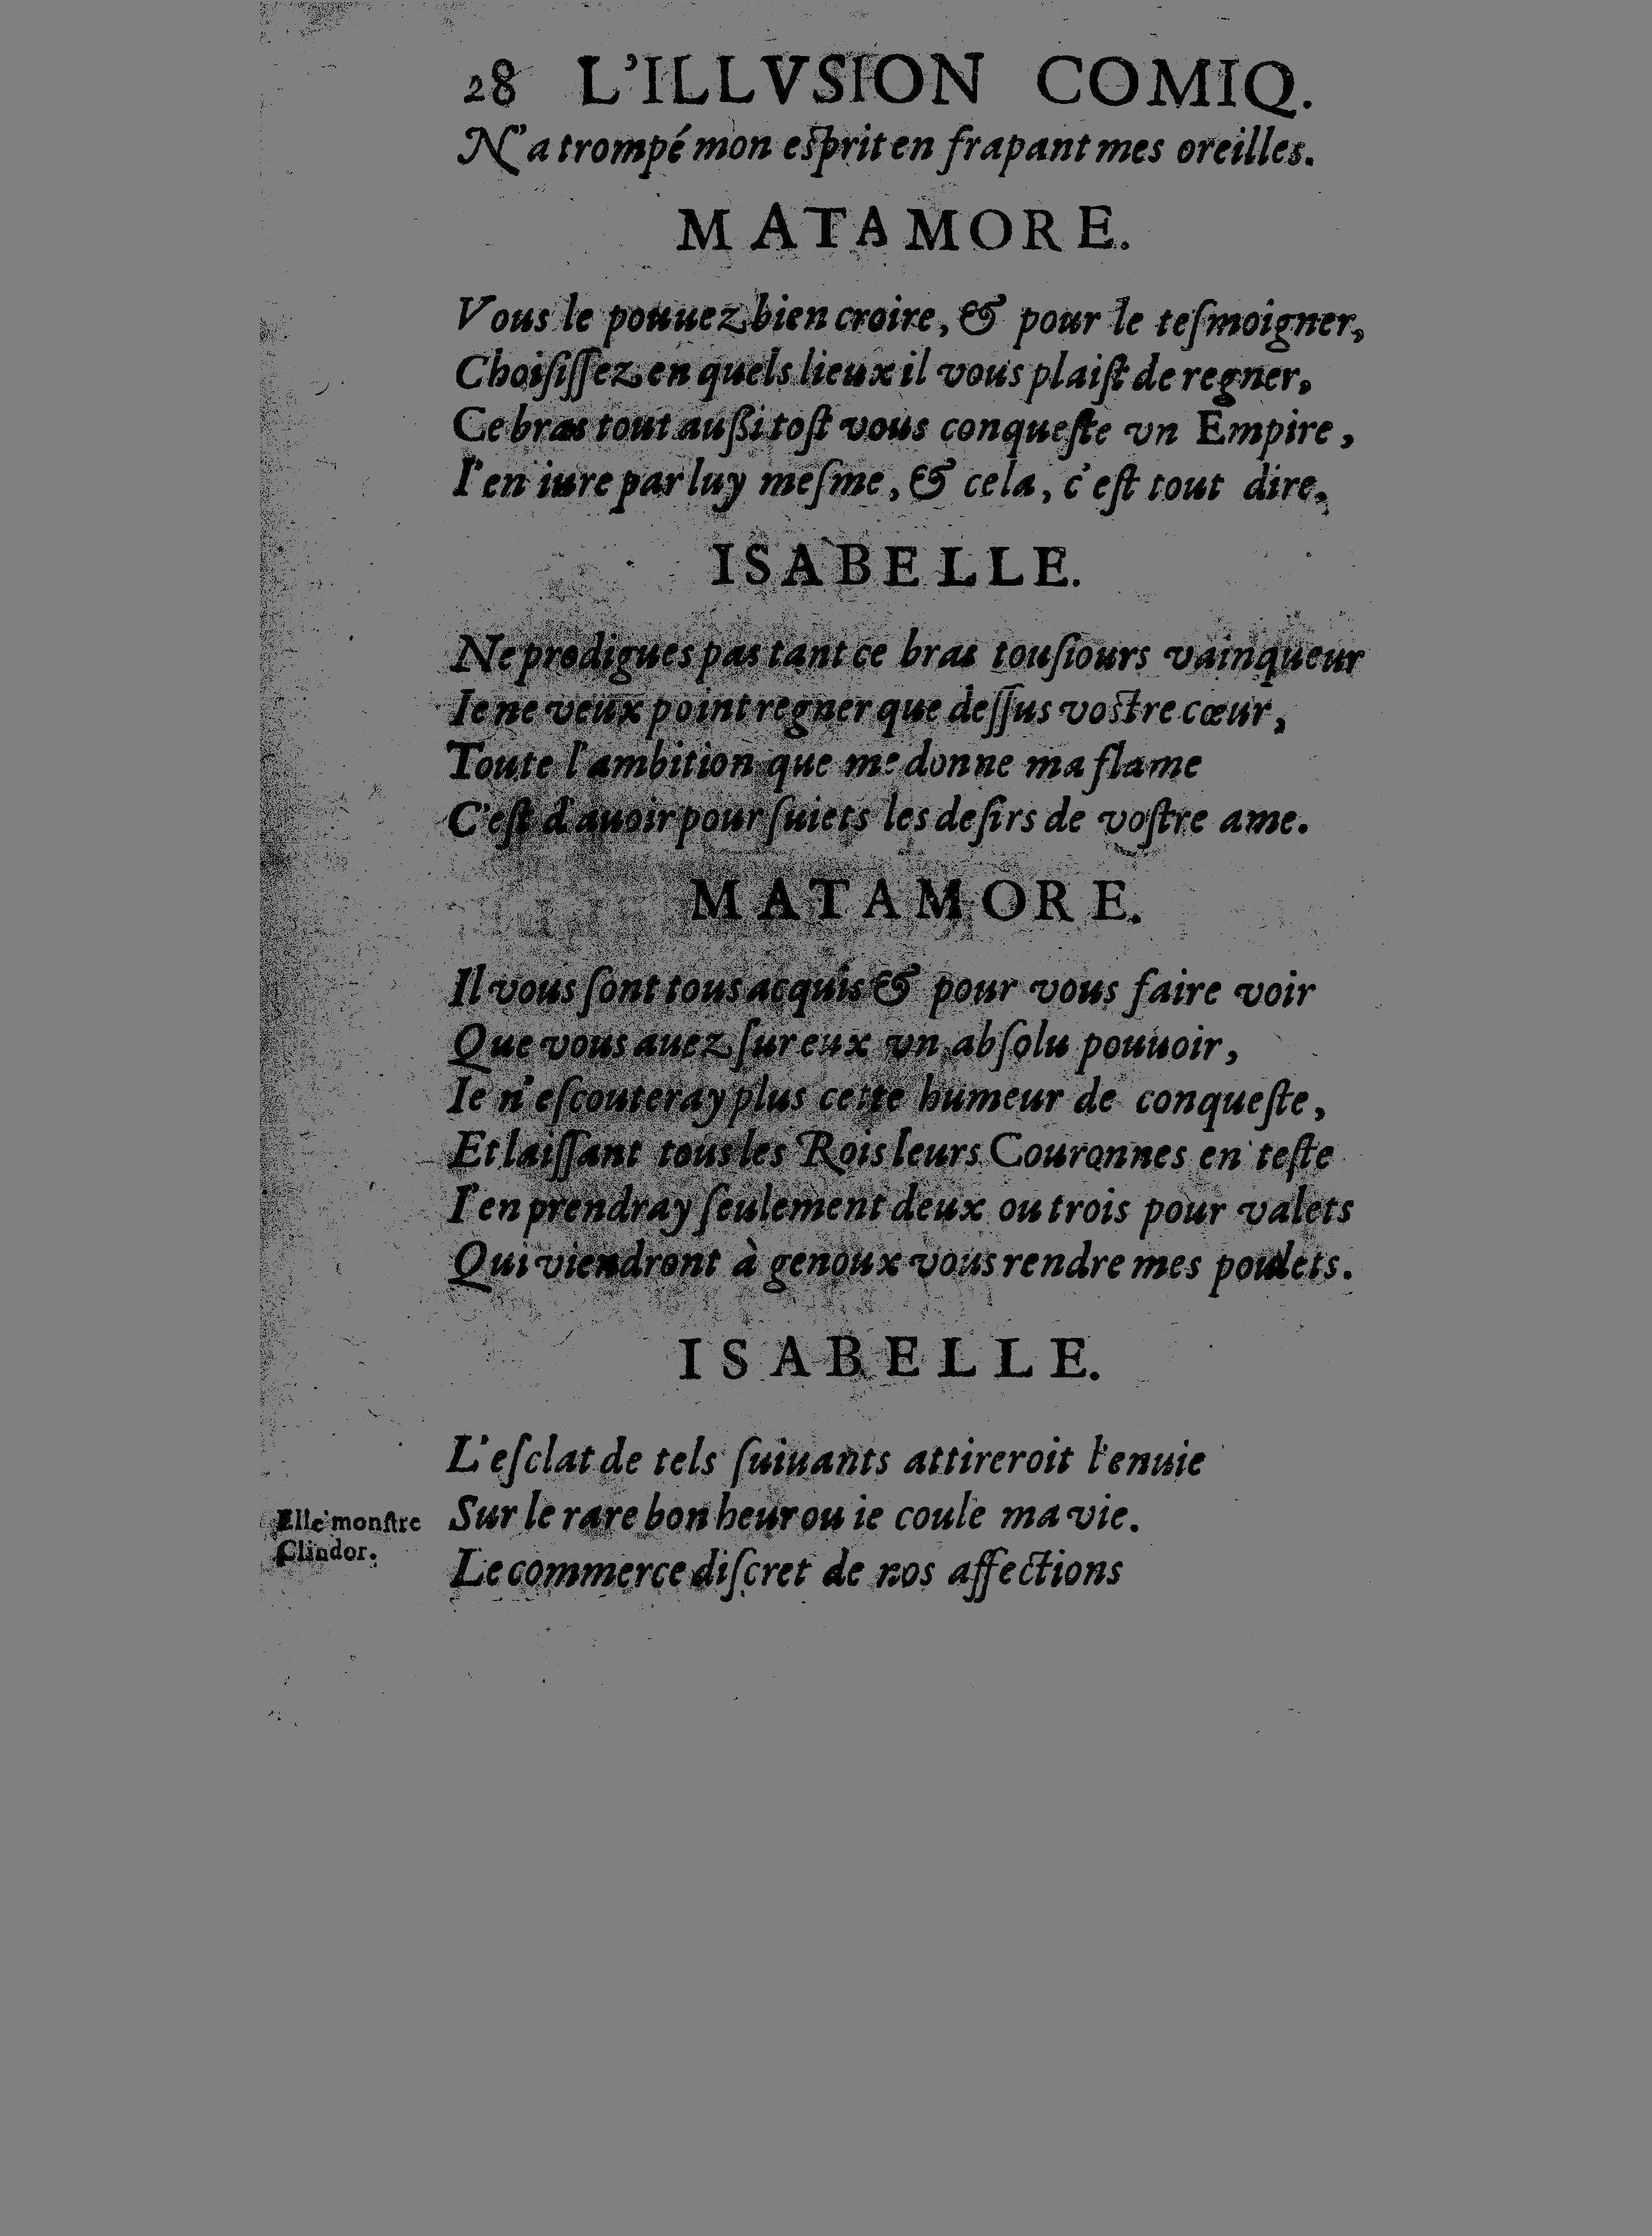 28 L'ILLVSION COMIQ.
N'a trompé mon esprit en frapant mes oreilles.
MATAMORE.
Vous le pouuez bien croire, & pour le teſmoigner,
Choiſiſſez en quels lieux il vous plaiſt de regner,
Ce bras tout auſſi toſt vous conqueſte vn Empire,
I'en iure par luy meſme, & cela, c'eſt tout dire.
ISABELLE.
Ne prodigues pas tant ce bras touſiours vainqueur
Ie ne veux point regner que deſſus vostre cœur,
Toute l'ambition que me donne ma flame
C'eſt d'auoir pour ſuiets les deſirs de voſtre ame.
MATAMORE.
Il vous ſont tous acquis & pour vous faire voir
Que vous auez ſur eux vn abſolu pouuoir,
Ie n'eſcouteray plus cette humeur de conqueſte,
Et laiſſant tous les Rois leurs Couronnes en teſte
I'en prendray ſeulement deux ou trois pour valets
Qui viendront à genoux vous rendre mes poulets.
ISABELLE.
L'eſclat de tels ſuiuants attireroit l'enuie
Sur le rare bonheur ou ie coule ma vie.
Le commerce diſcret de nos affections
Elle monſtre
Clindor.